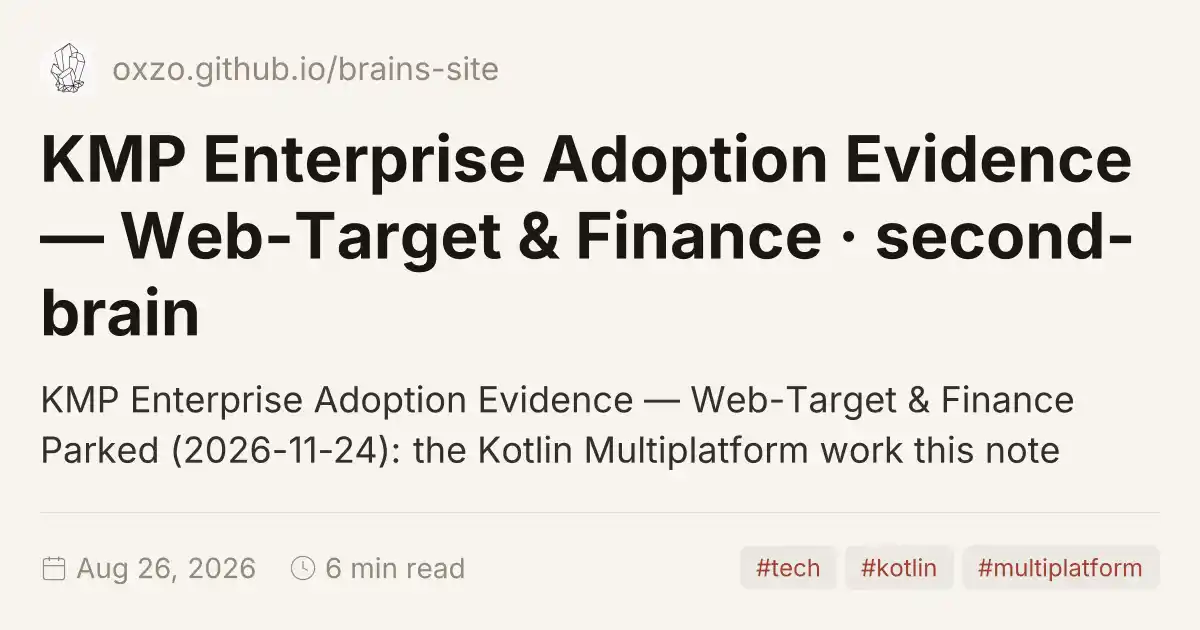 oxzo.github.io/brains-site
KMP Enterprise Adoption Evidence
— Web-Target & Finance · second-
brain
KMP Enterprise Adoption Evidence — Web-Target & Finance
Parked (2026-11-24): the Kotlin Multiplatform work this note
Aug 26, 2026 6 min read #tech #kotlin #multiplatform